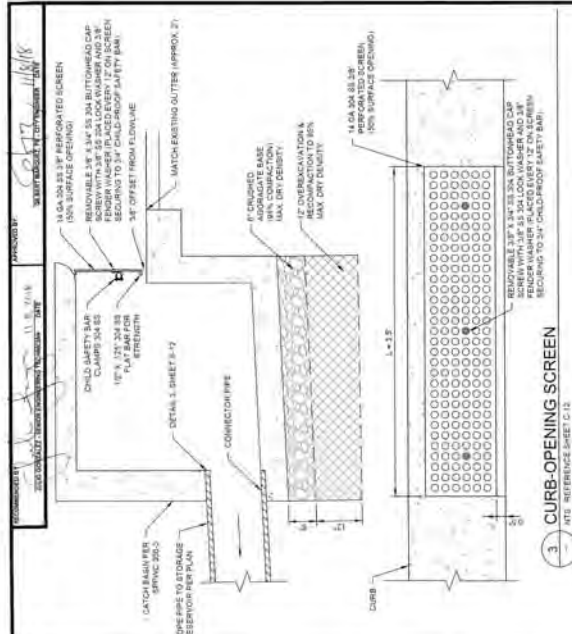 RECOMMENDED BY
JULIO GONZALEZ - SENIOR ENGINEERING TECHNICIAN DATE
APPROVED BY
GILBERT MARQUEZ, PE, CITY ENGINEER DATE
11/8/18
14 GA 304 SS 3/8" PERFORATED SCREEN
(50% SURFACE OPENING)
REMOVABLE 3/8" X 3/4" SS 304 BUTTONHEAD CAP
SCREW WITH 3/8" SS 304 LOCK WASHER AND 3/8"
FENDER WASHER (PLACED EVERY 12" ON SCREEN
SECURING TO 3/4" CHILD-PROOF SAFETY BAR)
3/8" OFFSET FROM FLOWLINE
MATCH EXISTING GUTTER (APPROX. 2')
CHILD SAFETY BAR
CLAMPS 304 SS
1/2" X .125" 304 SS
FLAT BAR FOR
STRENGTH
DETAIL 3, SHEET
CONNECTOR PIPE
CATCH BASIN PER
SPPWC 300-3
PIPE TO STORAGE
RESERVOIR PER PLAN
6" CRUSHED
AGGRAGATE BASE
(95% COMPACTION)
MAX. DRY DENSITY
12" OVEREXCAVATION &
RECOMPACTION TO 95%
MAX. DRY DENSITY
6"
12"
CURB
L = 3.5'
14 GA 304 SS 3/8"
PERFORATED SCREEN
(50% SURFACE OPENING)
REMOVABLE 3/8" X 3/4" SS 304 BUTTONHEAD CAP
SCREW WITH 3/8" SS 304 LOCK WASHER AND 3/8"
FENDER WASHER (PLACED EVERY 12" ON SCREEN
SECURING TO 3/4" CHILD-PROOF SAFETY BAR)
3 CURB-OPENING SCREEN
NTS REFERENCE SHEET C-12